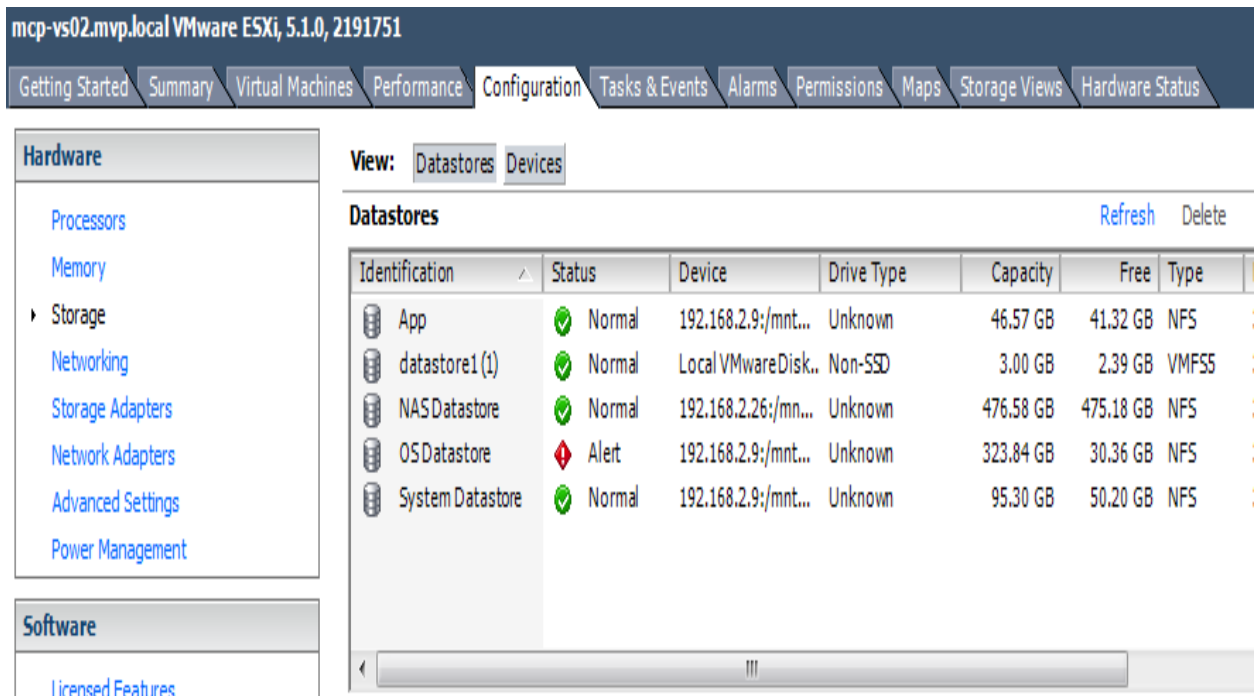 mcp-vs02.mvp.local VMware ESXi, 5.1.0, 2191751
Getting Started Summary Virtual Machines Performance Configuration Tasks & Events Alarms Permissions Maps Storage Views Hardware Status
Hardware
Processors
Memory
Storage
Networking
Storage Adapters
Network Adapters
Advanced Settings
Power Management
Software
Licensed Features
View: Datastores Devices
Datastores Refresh Delete
Identification Status Device Drive Type Capacity Free Type
App Normal 192.168.2.9:/mnt... Unknown 46.57 GB 41.32 GB NFS
datastore1 (1) Normal Local VMware Disk.. Non-SSD 3.00 GB 2.39 GB VMFS5
NAS Datastore Normal 192.168.2.26:/mn... Unknown 476.58 GB 475.18 GB NFS
OS Datastore Alert 192.168.2.9:/mnt... Unknown 323.84 GB 30.36 GB NFS
System Datastore Normal 192.168.2.9:/mnt... Unknown 95.30 GB 50.20 GB NFS